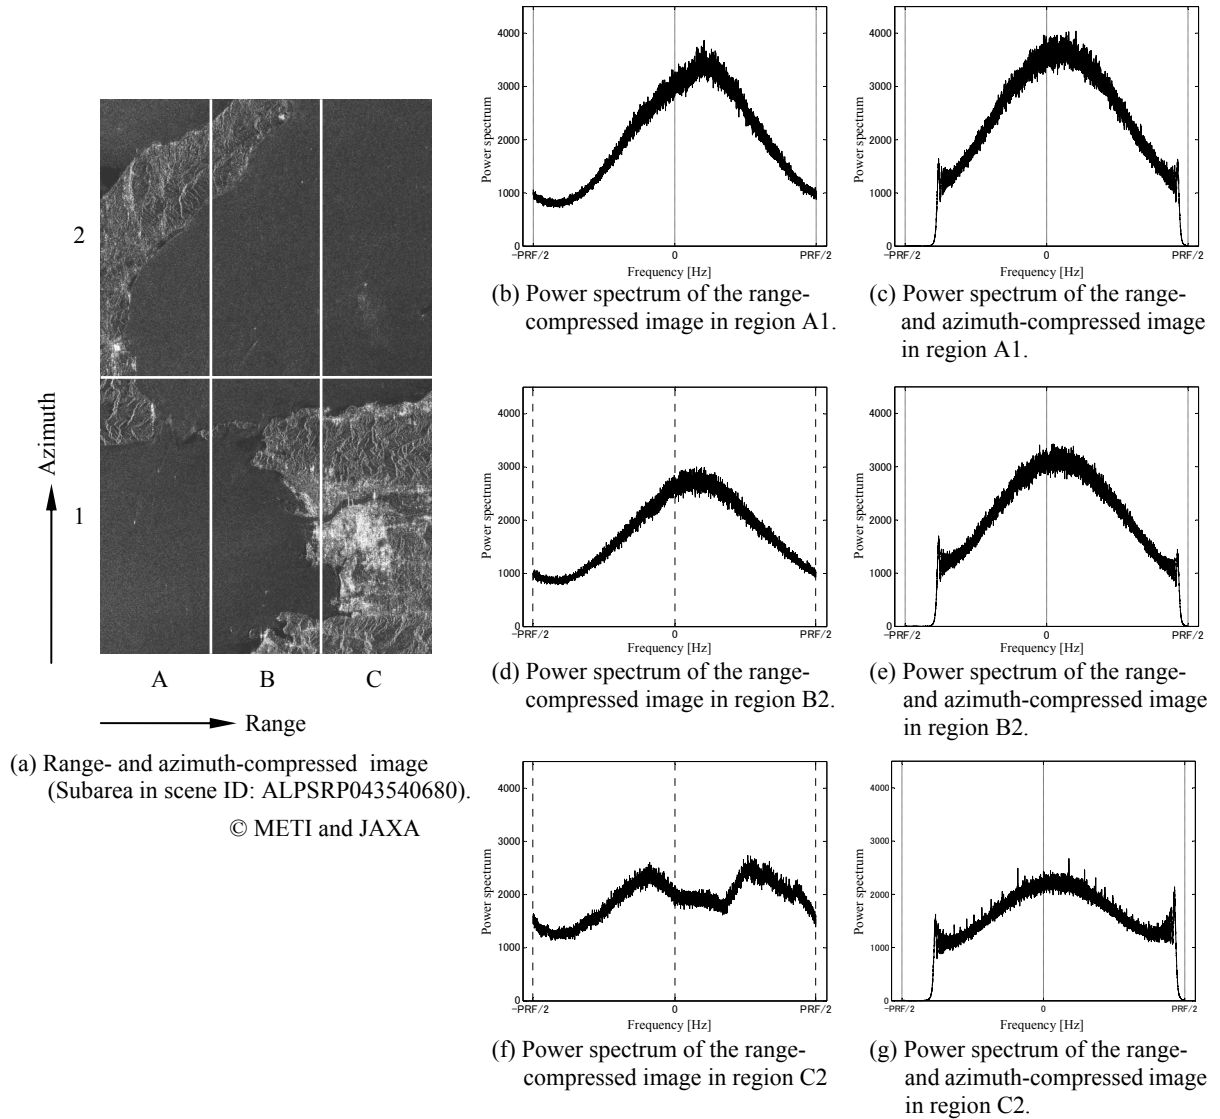 2
1
Azimuth
A B C
Range
(a) Range- and azimuth-compressed image
(Subarea in scene ID: ALPSRP043540680).
© METI and JAXA
4000
3000
2000
1000
0
Power spectrum
-PRF/2 0 PRF/2
Frequency [Hz]
(b) Power spectrum of the range-
compressed image in region A1.
4000
3000
2000
1000
0
Power spectrum
-PRF/2 0 PRF/2
Frequency [Hz]
(c) Power spectrum of the range-
and azimuth-compressed image
in region A1.
4000
3000
2000
1000
0
Power spectrum
-PRF/2 0 PRF/2
Frequency [Hz]
(d) Power spectrum of the range-
compressed image in region B2.
4000
3000
2000
1000
0
Power spectrum
-PRF/2 0 PRF/2
Frequency [Hz]
(e) Power spectrum of the range-
and azimuth-compressed image
in region B2.
4000
3000
2000
1000
0
Power spectrum
-PRF/2 0 PRF/2
Frequency [Hz]
(f) Power spectrum of the range-
compressed image in region C2
4000
3000
2000
1000
0
Power spectrum
-PRF/2 0 PRF/2
Frequency [Hz]
(g) Power spectrum of the range-
and azimuth-compressed image
in region C2.